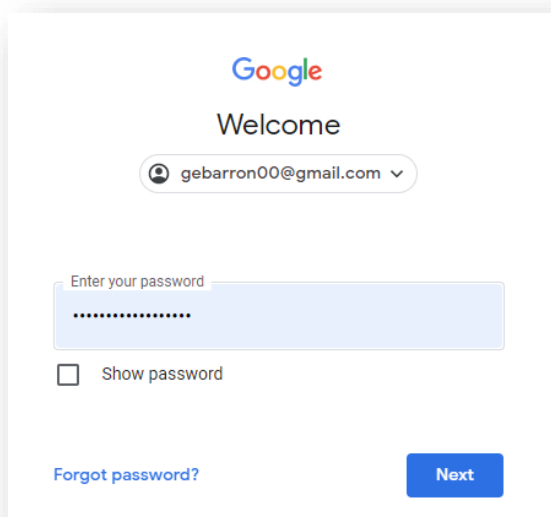 Google
Welcome
gebarron00@gmail.com
Enter your password
••••••••••••••••••
Show password
Forgot password?
Next